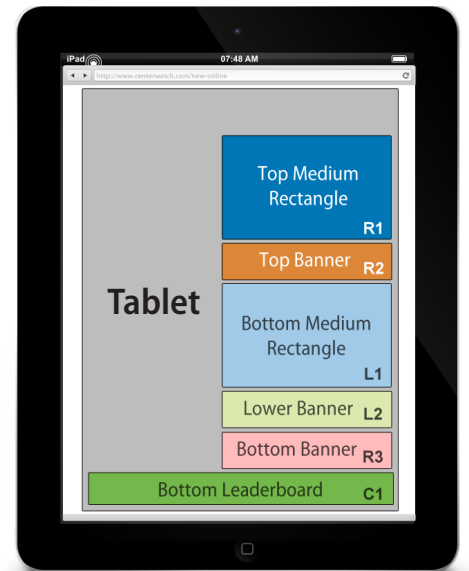 iPad
07:48 AM
http://www.centerwatch.com/new-online
Top Medium
Rectangle
R1
Top Banner
R2
Tablet
Bottom Medium
Rectangle
L1
Lower Banner
L2
Bottom Banner
R3
Bottom Leaderboard
C1